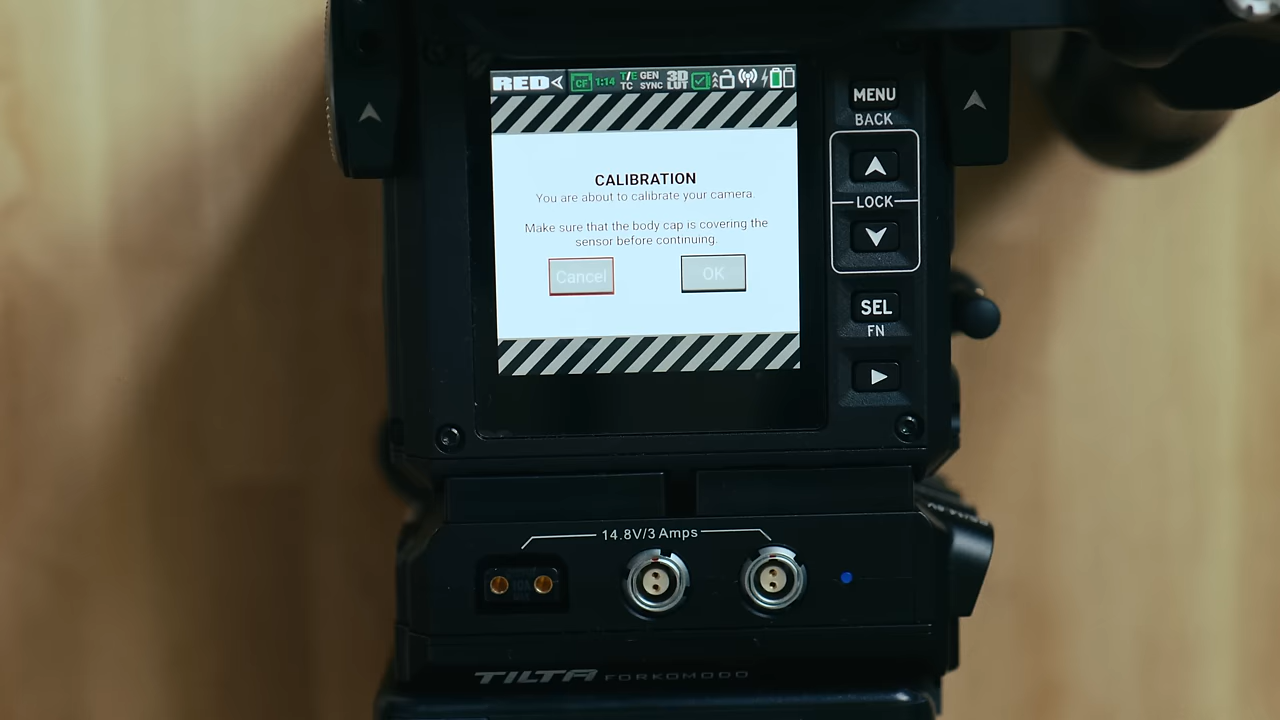 RED CF 1:14 T/E TC GEN SYNC 3D LUT
CALIBRATION
You are about to calibrate your camera.
Make sure that the body cap is covering the
sensor before continuing.
Cancel OK
MENU
BACK
LOCK
SEL
FN
14.8V/3 Amps
TILTA FORKOMODO